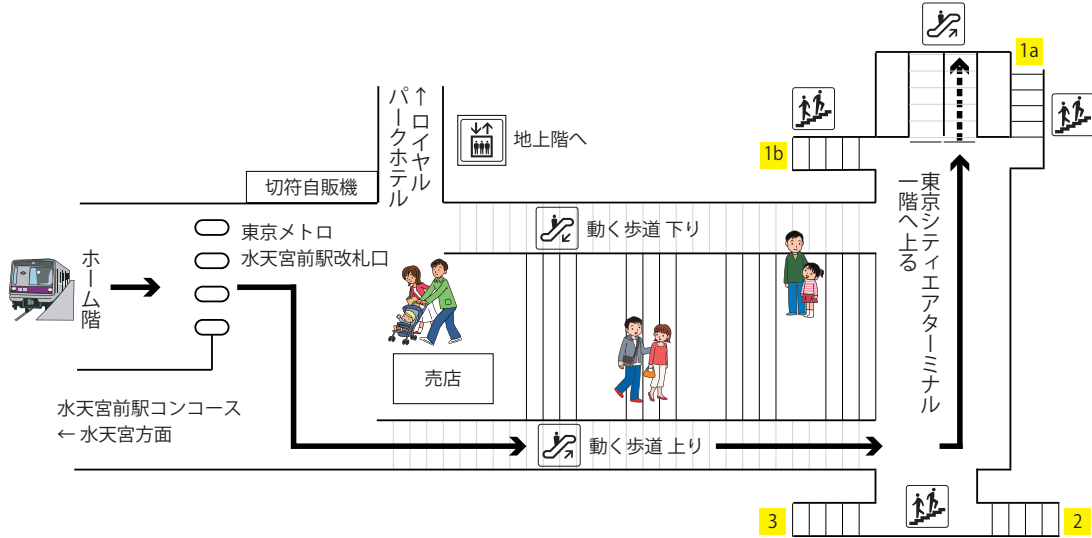 1a
↑ロイヤル
パークホテル
地上階へ
1b
切符自販機
東京シティエアターミナル
一階へ上る
東京メトロ
水天宮前駅改札口
動く歩道 下り
ホーム階
売店
水天宮前駅コンコース
← 水天宮方面
動く歩道 上り
3
2